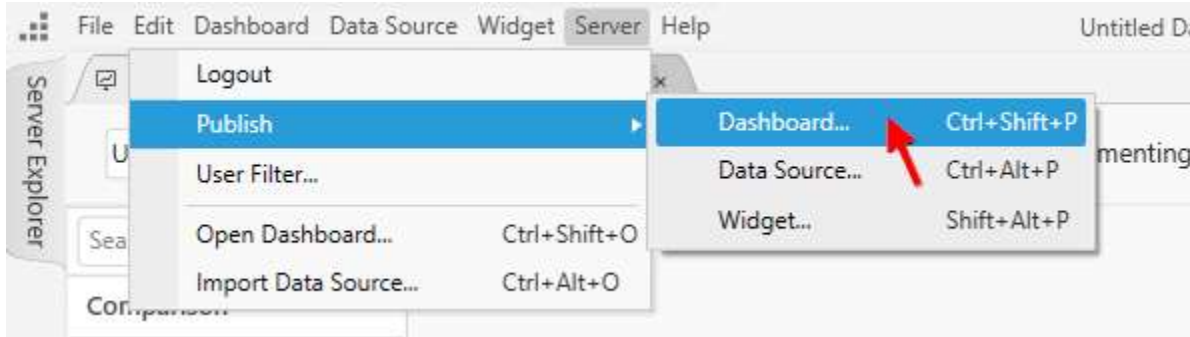 File Edit Dashboard Data Source Widget Server Help Untitled D
Server Explorer
Logout
Publish
User Filter...
Open Dashboard... Ctrl+Shift+O
Import Data Source... Ctrl+Alt+O
Dashboard... Ctrl+Shift+P
Data Source... Ctrl+Alt+P
Widget... Shift+Alt+P
U
menting
Sea